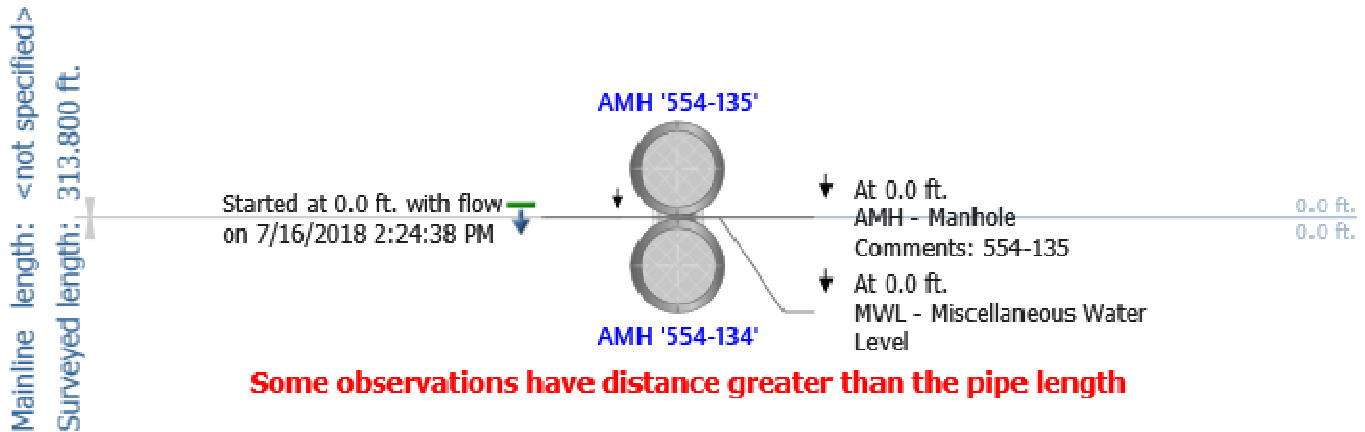 Mainline length: <not specified>
Surveyed length: 313.800 ft.
AMH '554-135'
Started at 0.0 ft. with flow
on 7/16/2018 2:24:38 PM
At 0.0 ft.
AMH - Manhole
Comments: 554-135
0.0 ft.
0.0 ft.
At 0.0 ft.
MWL - Miscellaneous Water
Level
AMH '554-134'
Some observations have distance greater than the pipe length